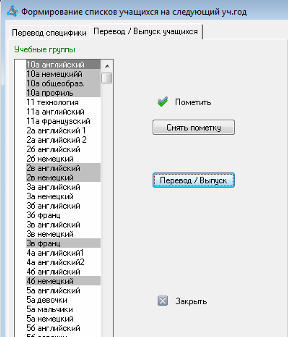 Формирование списков учащихся на следующий уч.год
Перевод специфики
Перевод / Выпуск учащихся
Учебные группы
10а английский
10а немецкийй
10а общеобраз.
10а профиль
11 технология
11а английский
11а французский
2а английский 1
2а английский 2
2б английский
2б немецкий
2в английский
2в немецкий
3а английский
3а немецкий
3б английский
3б франц
3в английский
3в немецкий
3в франц
4а английский1
4а английский2
4б английский
4б немецкий
5а английский
5а девочки
5а мальчики
5а немецкий
5б английский
Пометить
Снять пометку
Перевод / Выпуск
Закрыть